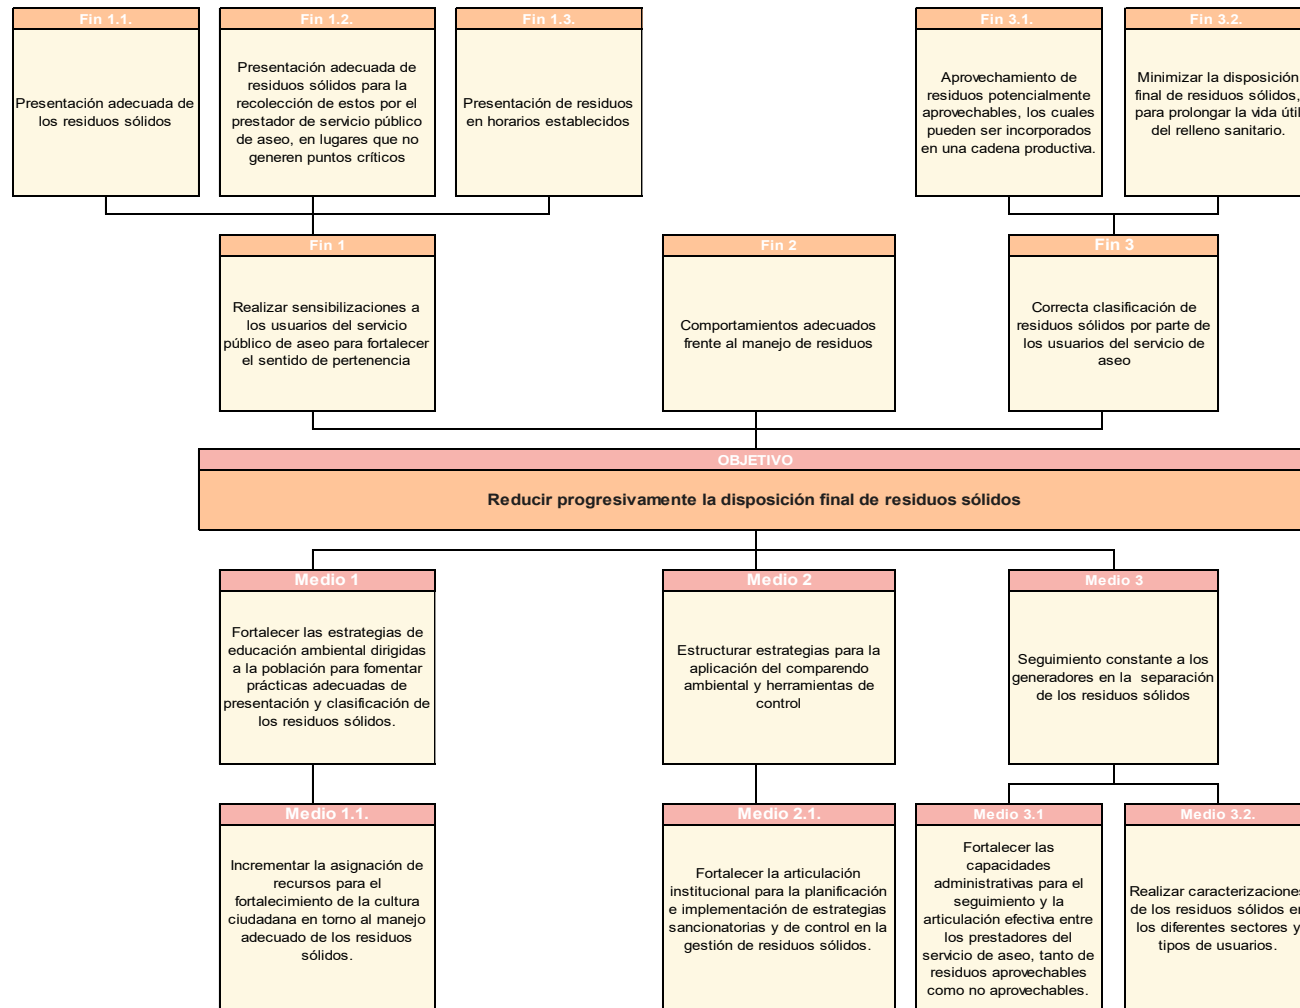 Fin 1.1.
Presentación adecuada de
los residuos sólidos
Fin 1.2.
Presentación adecuada de
residuos sólidos para la
recolección de estos por el
prestador de servicio público
de aseo, en lugares que no
generen puntos críticos
Fin 1.3.
Presentación de residuos
en horarios establecidos
Fin 3.1.
Aprovechamiento de
residuos potencialmente
aprovechables, los cuales
pueden ser incorporados
en una cadena productiva.
Fin 3.2.
Minimizar la disposición
final de residuos sólidos,
para prolongar la vida útil
del relleno sanitario.
Fin 1
Realizar sensibilizaciones a
los usuarios del servicio
público de aseo para fortalecer
el sentido de pertenencia
Fin 2
Comportamientos adecuados
frente al manejo de residuos
Fin 3
Correcta clasificación de
residuos sólidos por parte de
los usuarios del servicio de
aseo
OBJETIVO
Reducir progresivamente la disposición final de residuos sólidos
Medio 1
Fortalecer las estrategias de
educación ambiental dirigidas
a la población para fomentar
prácticas adecuadas de
presentación y clasificación de
los residuos sólidos.
Medio 2
Estructurar estrategias para la
aplicación del comparendo
ambiental y herramientas de
control
Medio 3
Seguimiento constante a los
generadores en la separación
de los residuos sólidos
Medio 1.1.
Incrementar la asignación de
recursos para el
fortalecimiento de la cultura
ciudadana en torno al manejo
adecuado de los residuos
sólidos.
Medio 2.1.
Fortalecer la articulación
institucional para la planificación
e implementación de estrategias
sancionatorias y de control en la
gestión de residuos sólidos.
Medio 3.1
Fortalecer las
capacidades
administrativas para el
seguimiento y la
articulación efectiva entre
los prestadores del
servicio de aseo, tanto de
residuos aprovechables
como no aprovechables.
Medio 3.2.
Realizar caracterizaciones
de los residuos sólidos en
los diferentes sectores y
tipos de usuarios.